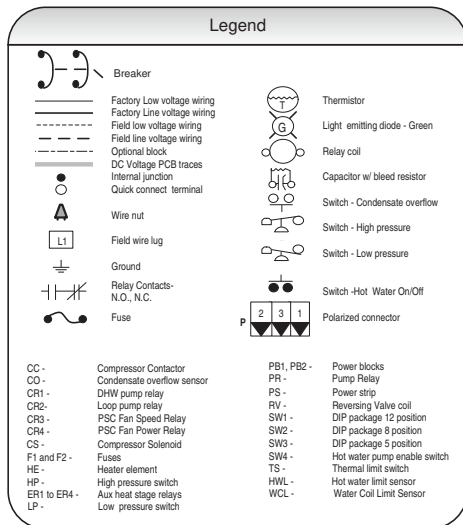 Legend
Breaker
Factory Low voltage wiring
Factory Line voltage wiring
Field low voltage wiring
Field line voltage wiring
Optional block
DC Voltage PCB traces
Internal junction
Quick connect terminal
Wire nut
L1 Field wire lug
Ground
Relay Contacts-
N.O., N.C.
Fuse
T Thermistor
G Light emitting diode - Green
Relay coil
Capacitor w/ bleed resistor
Switch - Condensate overflow
Switch - High pressure
Switch - Low pressure
Switch -Hot Water On/Off
P 2 3 1 Polarized connector
CC - Compressor Contactor
CO - Condensate overflow sensor
CR1 - DHW pump relay
CR2- Loop pump relay
CR3 - PSC Fan Speed Relay
CR4 - PSC Fan Power Relay
CS - Compressor Solenoid
F1 and F2 - Fuses
HE - Heater element
HP - High pressure switch
ER1 to ER4 - Aux heat stage relays
LP - Low pressure switch
PB1, PB2 - Power blocks
PR - Pump Relay
PS - Power strip
RV - Reversing Valve coil
SW1 - DIP package 12 position
SW2 - DIP package 8 position
SW3 - DIP package 5 position
SW4 - Hot water pump enable switch
TS - Thermal limit switch
HWL - Hot water limit sensor
WCL - Water Coil Limit Sensor